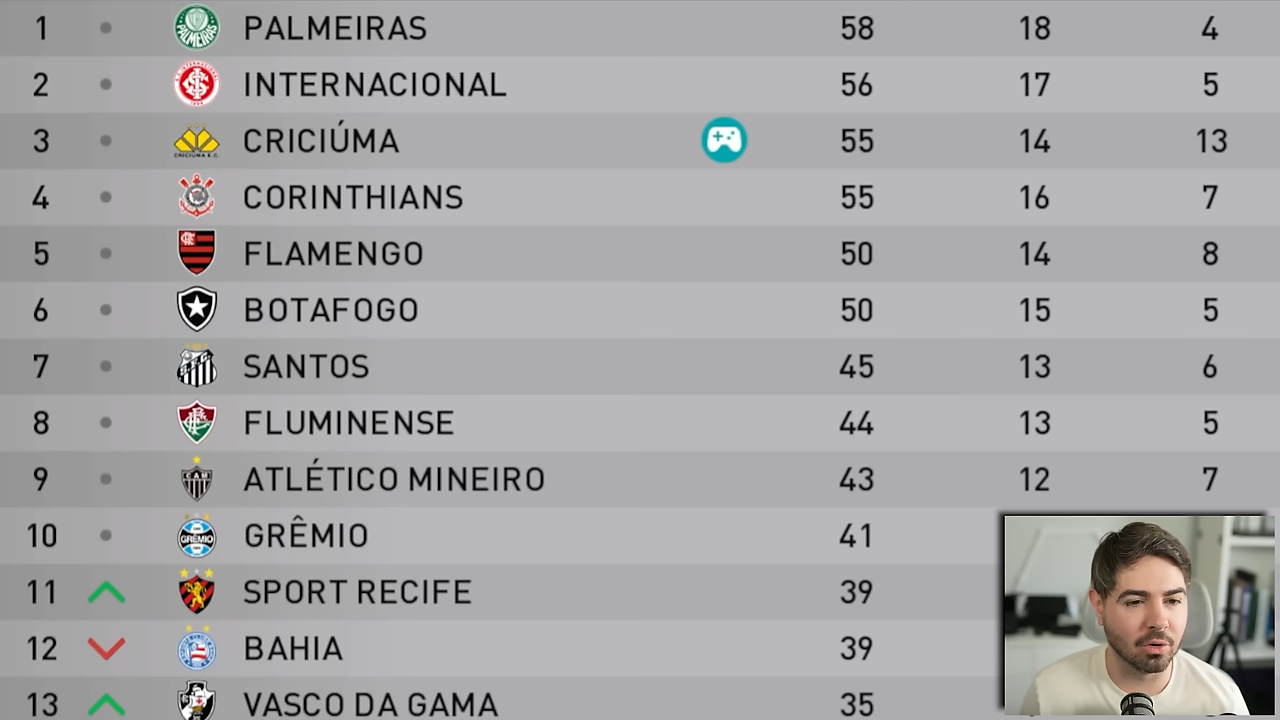 1 PALMEIRAS 58 18 4
2 INTERNACIONAL 56 17 5
3 CRICIÚMA 55 14 13
4 CORINTHIANS 55 16 7
5 FLAMENGO 50 14 8
6 BOTAFOGO 50 15 5
7 SANTOS 45 13 6
8 FLUMINENSE 44 13 5
9 ATLÉTICO MINEIRO 43 12 7
10 GRÊMIO 41
11 SPORT RECIFE 39
12 BAHIA 39
13 VASCO DA GAMA 35